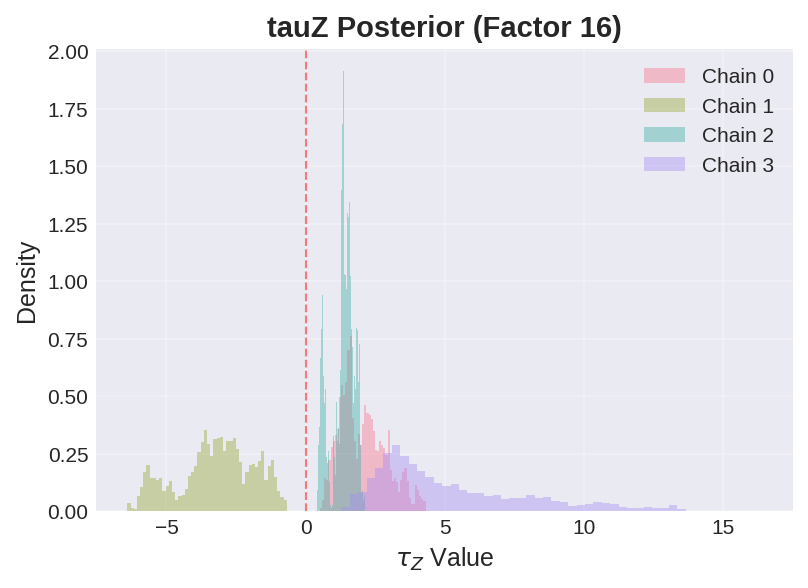 tauZ Posterior (Factor 16)
2.00
1.75
1.50
1.25
1.00
0.75
0.50
0.25
0.00
Density
Chain 0
Chain 1
Chain 2
Chain 3
−5
0
5
10
15
τZ Value